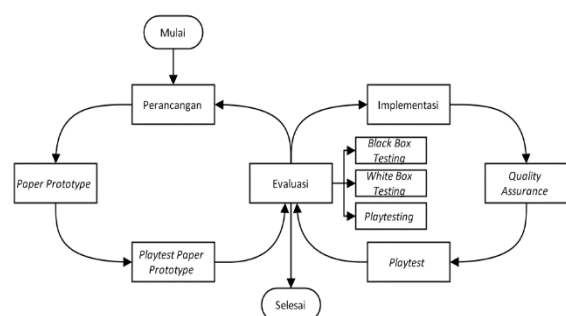 Mulai
Perancangan
Implementasi
Black Box
Testing
Paper Prototype
Evaluasi
White Box
Testing
Quality
Assurance
Playtesting
Playtest Paper
Prototype
Playtest
Selesai